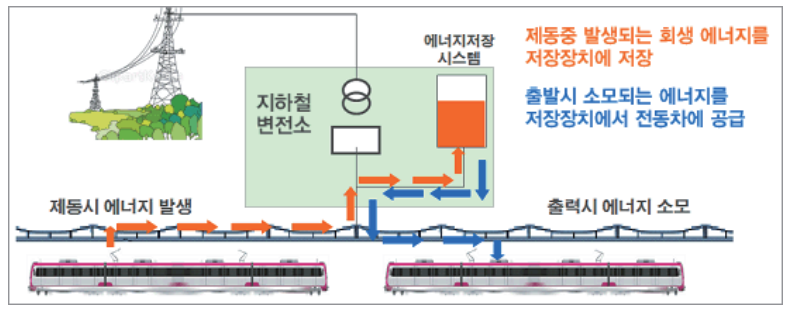 에너지저장
시스템
제동중 발생되는 회생 에너지를
저장장치에 저장
출발시 소모되는 에너지를
저장장치에서 전동차에 공급
지하철
변전소
제동시 에너지 발생
출력시 에너지 소모